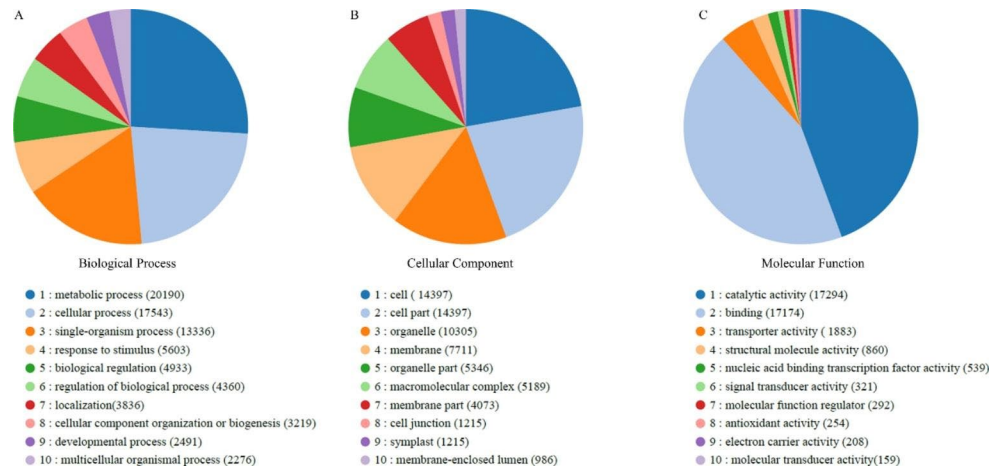 A
B
C
Biological Process
Cellular Component
Molecular Function
1 : metabolic process (20190)
2 : cellular process (17543)
3 : single-organism process (13336)
4 : response to stimulus (5603)
5 : biological regulation (4933)
6 : regulation of biological process (4360)
7 : localization(3836)
8 : cellular component organization or biogenesis (3219)
9 : developmental process (2491)
10 : multicellular organismal process (2276)
1 : cell ( 14397)
2 : cell part (14397)
3 : organelle (10305)
4 : membrane (7711)
5 : organelle part (5346)
6 : macromolecular complex (5189)
7 : membrane part (4073)
8 : cell junction (1215)
9 : symplast (1215)
10 : membrane-enclosed lumen (986)
1 : catalytic activity (17294)
2 : binding (17174)
3 : transporter activity ( 1883)
4 : structural molecule activity (860)
5 : nucleic acid binding transcription factor activity (539)
6 : signal transducer activity (321)
7 : molecular function regulator (292)
8 : antioxidant activity (254)
9 : electron carrier activity (208)
10 : molecular transducer activity(159)